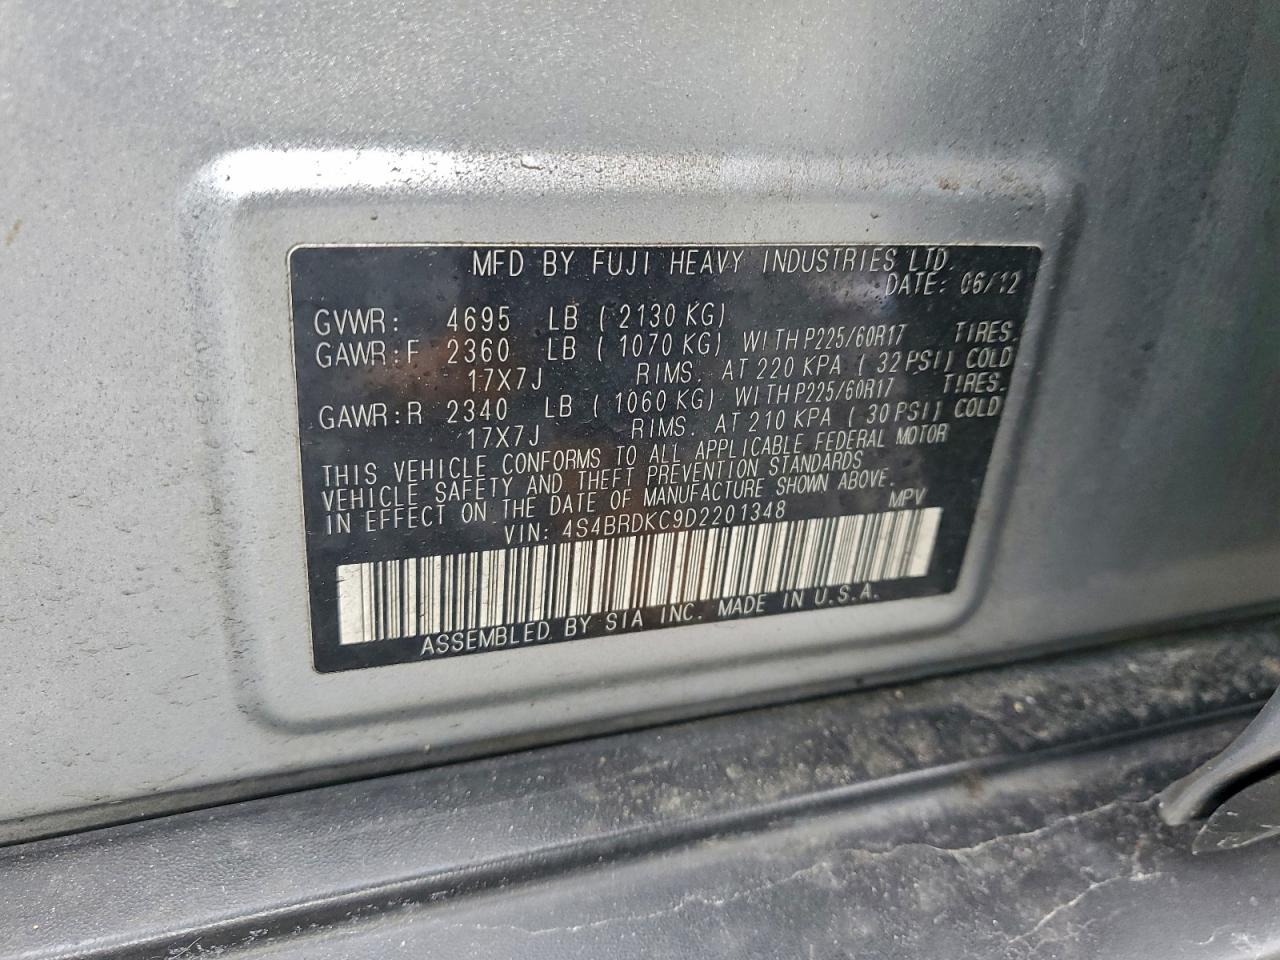 MFD BY FUJI HEAVY INDUSTRIES LTD.
DATE: 06/12
GVWR: 4695 LB (2130 KG)
GAWR:F 2360 LB (1070 KG) WITH P225/60R17 TIRES.
17X7J RIMS. AT 220 KPA (32 PSI) COLD
GAWR:R 2340 LB (1060 KG) WITH P225/60R17 TIRES.
17X7J RIMS. AT 210 KPA (30 PSI) COLD
THIS VEHICLE CONFORMS TO ALL APPLICABLE FEDERAL MOTOR
VEHICLE SAFETY AND THEFT PREVENTION STANDARDS
IN EFFECT ON THE DATE OF MANUFACTURE SHOWN ABOVE.
VIN: 4S4BRDKC9D2201348 MPV
ASSEMBLED BY SIA INC. MADE IN U.S.A.